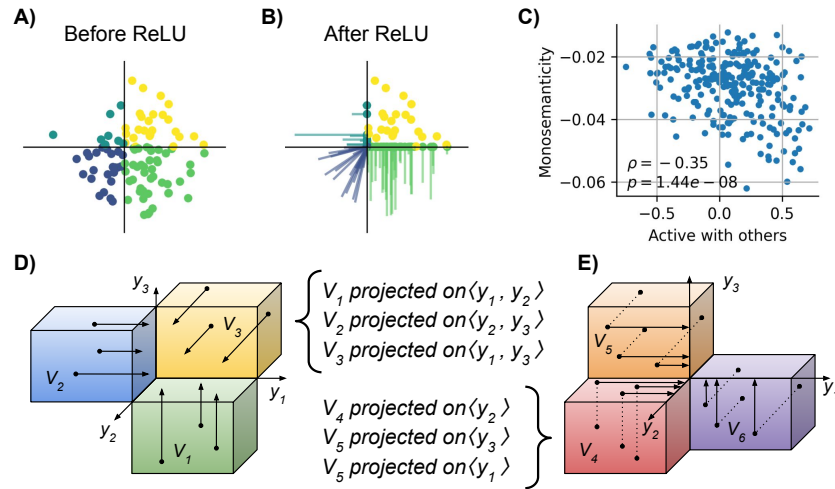 A)
Before ReLU
B)
After ReLU
C)
Monosemanticity
−0.02
−0.04
−0.06
ρ = −0.35
p = 1.44e − 08
−0.5
0.0
0.5
Active with others
D)
y3
V3
V2
y1
y2
V1
V1 projected on⟨y1, y2⟩
V2 projected on⟨y2, y3⟩
V3 projected on⟨y1, y3⟩
V4 projected on⟨y2⟩
V5 projected on⟨y3⟩
V5 projected on⟨y1⟩
E)
y3
V5
y1
y2
V4
V6